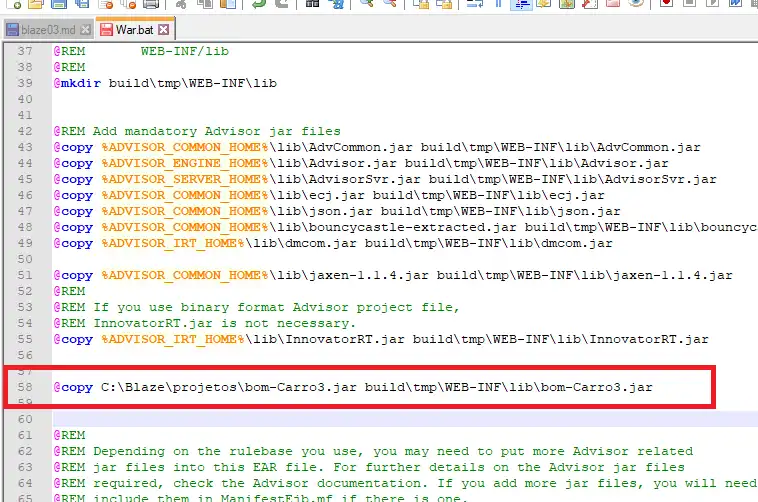 blaze03.md War.bat
37 @REM WEB-INF/lib
38 @REM
39 @mkdir build\tmp\WEB-INF\lib
40
41
42 @REM Add mandatory Advisor jar files
43 @copy %ADVISOR_COMMON_HOME%\lib\AdvCommon.jar build\tmp\WEB-INF\lib\AdvCommon.jar
44 @copy %ADVISOR_ENGINE_HOME%\lib\Advisor.jar build\tmp\WEB-INF\lib\Advisor.jar
45 @copy %ADVISOR_SERVER_HOME%\lib\AdvisorSvr.jar build\tmp\WEB-INF\lib\AdvisorSvr.jar
46 @copy %ADVISOR_COMMON_HOME%\lib\ecj.jar build\tmp\WEB-INF\lib\ecj.jar
47 @copy %ADVISOR_COMMON_HOME%\lib\json.jar build\tmp\WEB-INF\lib\json.jar
48 @copy %ADVISOR_COMMON_HOME%\lib\bouncycastle-extracted.jar build\tmp\WEB-INF\lib\bouncyc
49 @copy %ADVISOR_IRT_HOME%\lib\dmcom.jar build\tmp\WEB-INF\lib\dmcom.jar
50
51 @copy %ADVISOR_COMMON_HOME%\lib\jaxen-1.1.4.jar build\tmp\WEB-INF\lib\jaxen-1.1.4.jar
52 @REM
53 @REM If you use binary format Advisor project file,
54 @REM InnovatorRT.jar is not necessary.
55 @copy %ADVISOR_IRT_HOME%\lib\InnovatorRT.jar build\tmp\WEB-INF\lib\InnovatorRT.jar
56
57
58 @copy C:\Blaze\projetos\bom-Carro3.jar build\tmp\WEB-INF\lib\bom-Carro3.jar
59
60
61 @REM
62 @REM Depending on the rulebase you use, you may need to put more Advisor related
63 @REM jar files into this EAR file. For further details on the Advisor jar files
64 @REM required, check the Advisor documentation. If you add more jar files, you will need
65 @REM include them in ManifestEjb.mf if there is one.